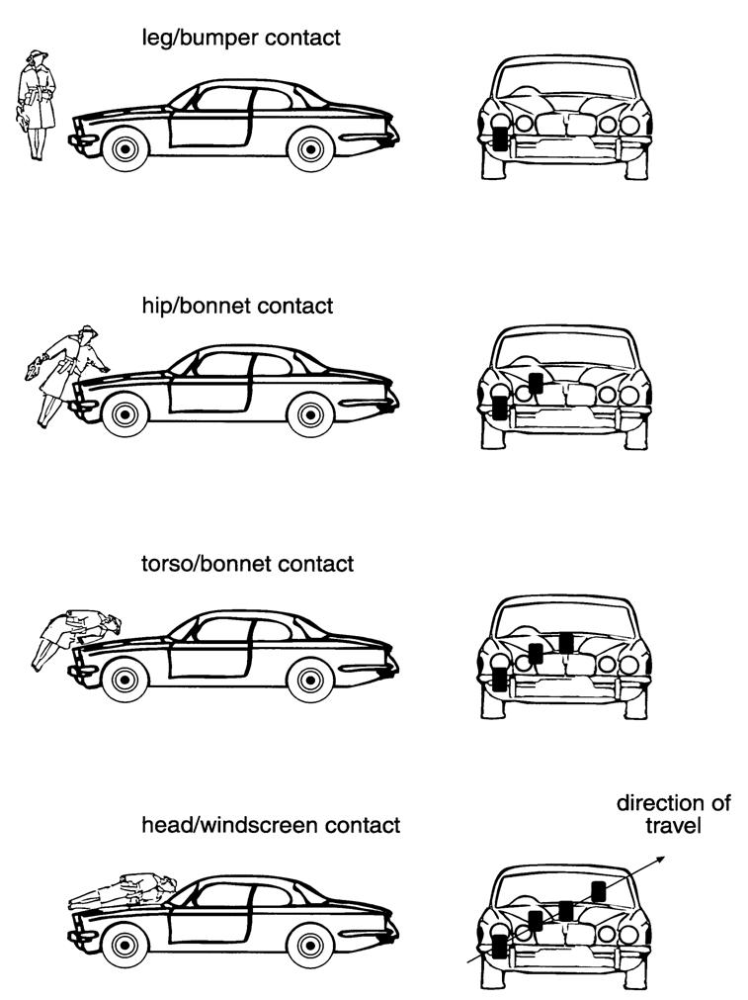 leg/bumper contact
hip/bonnet contact
torso/bonnet contact
direction of
travel
head/windscreen contact